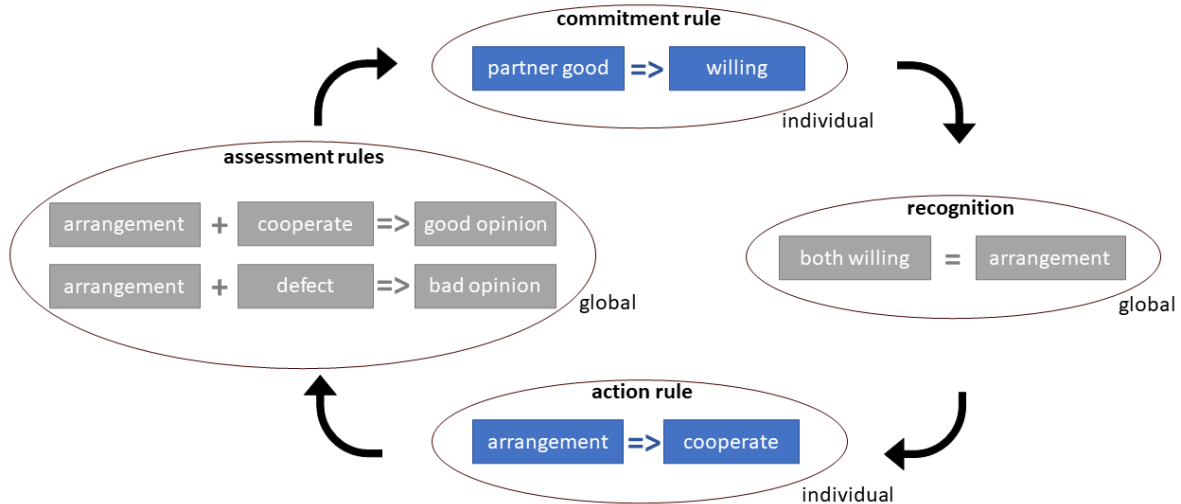 commitment rule
partner good => willing
individual
assessment rules
arrangement + cooperate => good opinion
arrangement + defect => bad opinion
global
recognition
both willing = arrangement
global
action rule
arrangement => cooperate
individual